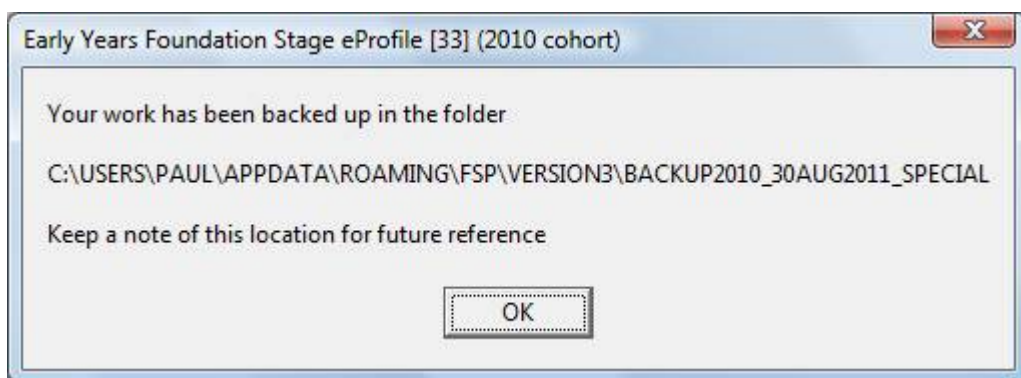 Early Years Foundation Stage eProfile [33] (2010 cohort)
Your work has been backed up in the folder
C:\USERS\PAUL\APPDATA\ROAMING\FSP\VERSION3\BACKUP2010_30AUG2011_SPECIAL
Keep a note of this location for future reference
OK